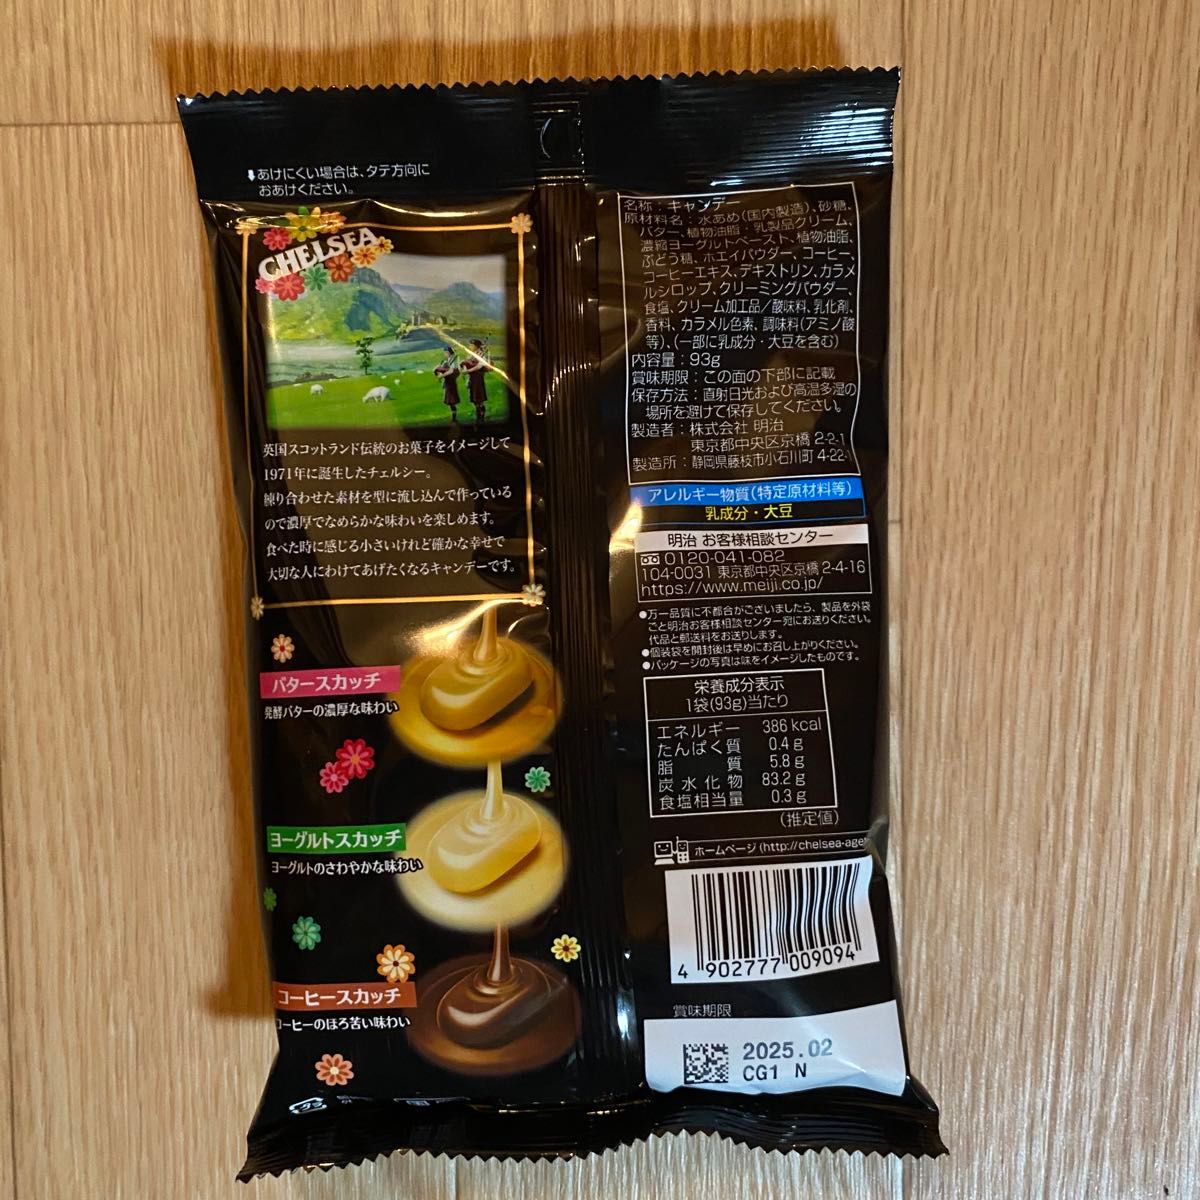 ⬇あけにくい場合は、タテ方向に
おあけください。
CHELSEA
英国スコットランド伝統のお菓子をイメージして
1971年に誕生したチェルシー。
練り合わせた素材を型に流し込んで作っている
ので濃厚でなめらかな味わいを楽しめます。
食べた時に感じる小さいけれど確かな幸せで
大切な人にわけてあげたくなるキャンデーです。
バタースカッチ
発酵バターの濃厚な味わい
ヨーグルトスカッチ
ヨーグルトのさわやかな味わい
コーヒースカッチ
コーヒーのほろ苦い味わい
名称：キャンデー
原材料名：水あめ(国内製造)、砂糖、
バター、植物油脂・乳製品クリーム、
濃縮ヨーグルトペースト、植物油脂、
ぶどう糖、ホエイパウダー、コーヒー、
コーヒーエキス、デキストリン、カラメ
ルシロップ、クリーミングパウダー、
食塩、クリーム加工品／酸味料、乳化剤、
香料、カラメル色素、調味料(アミノ酸
等)、(一部に乳成分・大豆を含む)
内容量：93g
賞味期限：この面の下部に記載
保存方法：直射日光および高温多湿の
場所を避けて保存してください。
製造者：株式会社 明治
東京都中央区京橋 2-2-1
製造所：静岡県藤枝市小石川町 4-22-1
アレルギー物質(特定原材料等)
乳成分・大豆
明治 お客様相談センター
0120-041-082
104-0031 東京都中央区京橋 2-4-16
https://www.meiji.co.jp/
●万一品質に不都合がございましたら、製品を外袋
ごと明治お客様相談センター宛にお送りください。
代品と郵送料をお送りします。
●個装袋を開封後は早めにお召し上がりください。
●パッケージの写真は味をイメージしたものです。
栄養成分表示
1袋(93g)当たり
エネルギー 386 kcal
たんぱく質 0.4 g
脂質 5.8 g
炭水化物 83.2 g
食塩相当量 0.3 g
(推定値)
ホームページ (http://chelsea-age
4 902777 009094
賞味期限
2025.02
CG1 N